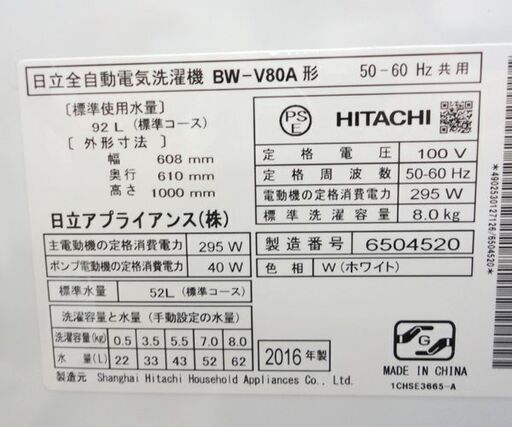 日立全自動電気洗濯機 BW-V80A 形 50-60 Hz 共用
[標準使用水量]
92 L (標準コース)
[外形寸法]
幅 608 mm
奥行 610 mm
高さ 1000 mm
日立アプライアンス(株)
主電動機の定格消費電力 295 W
ポンプ電動機の定格消費電力 40 W
標準水量 52L (標準コース)
洗濯容量と水量 (手動設定の水量)
洗濯容量(kg) 0.5 3.5 5.5 7.0 8.0
水量(L) 22 33 43 52 62
製造元 Shanghai Hitachi Household Appliances Co., Ltd.
PS
E
HITACHI
定格電圧 100 V
定格周波数 50-60 Hz
電動機の定格消費電力 295 W
標準洗濯容量 8.0 kg
製造番号 6504520
色相 W(ホワイト)
2016 年製
G
MADE IN CHINA
1CHSE3665-A
*4902530127126/6504520*